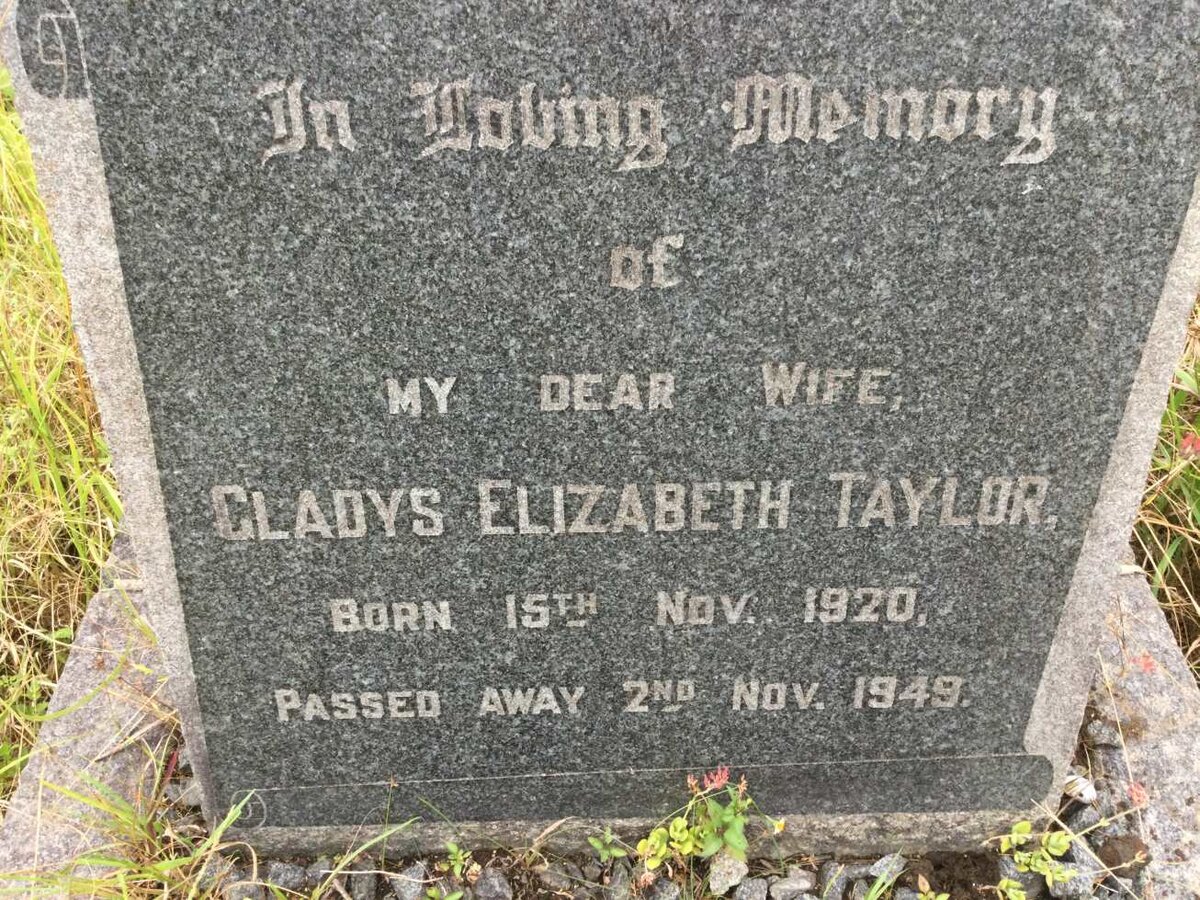 In Loving Memory
of
MY DEAR WIFE,
GLADYS ELIZABETH TAYLOR,
BORN 15TH NOV. 1920,
PASSED AWAY 2ND NOV. 1949.